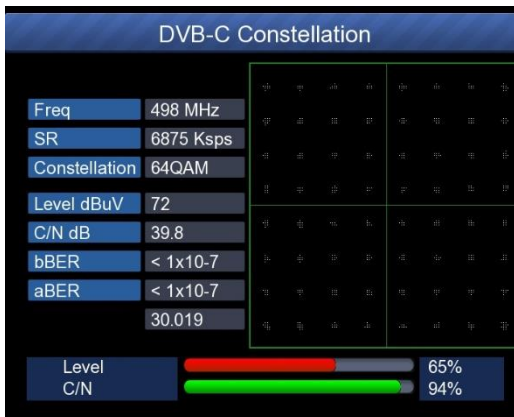 DVB-C Constellation
Freq 498 MHz
SR 6875 Ksps
Constellation 64QAM
Level dBuV 72
C/N dB 39.8
bBER < 1x10-7
aBER < 1x10-7
30.019
Level 65%
C/N 94%